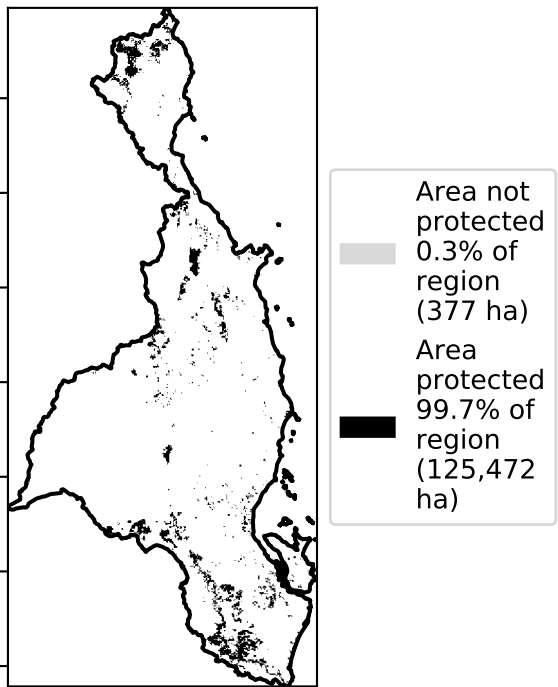 Area not
protected
0.3% of
region
(377 ha)
Area
protected
99.7% of
region
(125,472
ha)